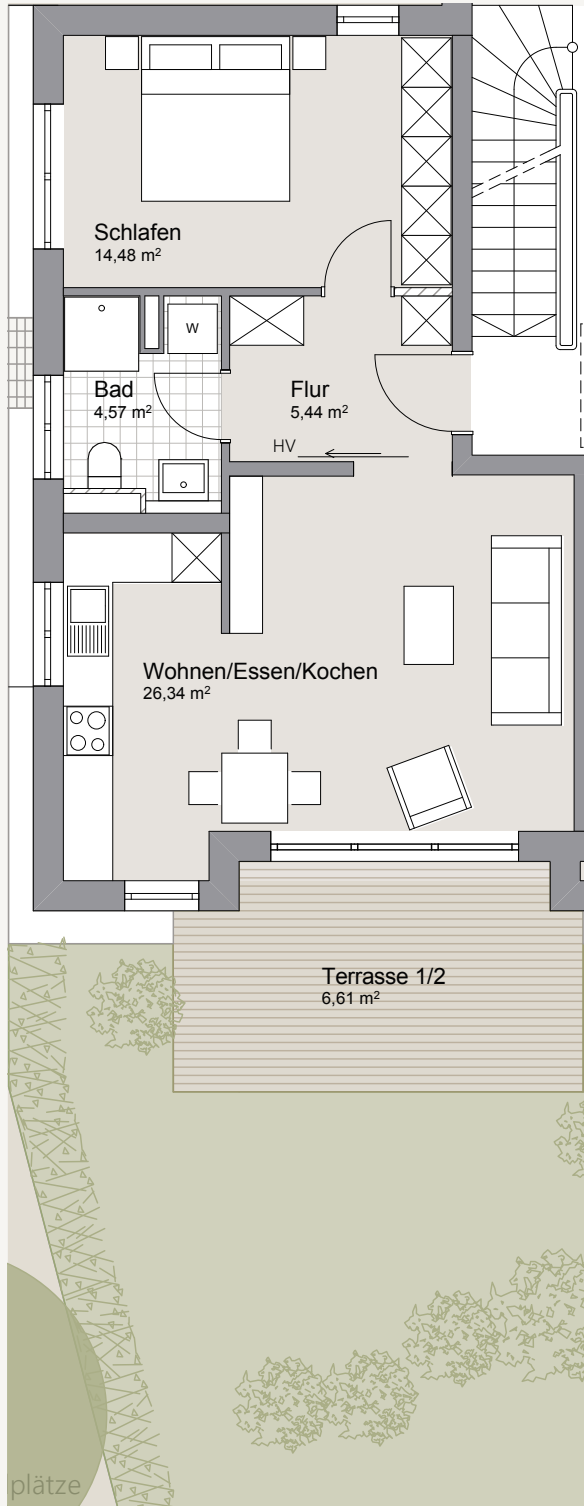 Schlafen
14,48 m²
W
Bad
4,57 m²
Flur
5,44 m²
HV
Wohnen/Essen/Kochen
26,34 m²
Terrasse 1/2
6,61 m²
plätze